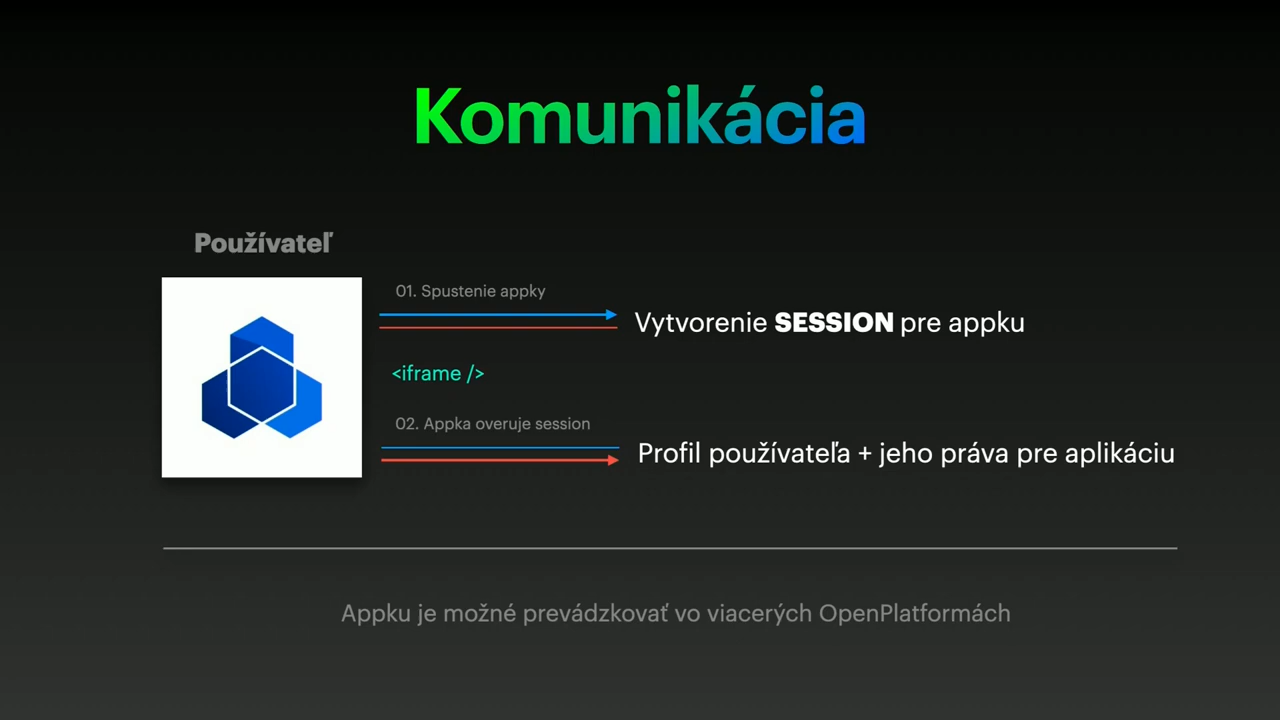 Komunikácia
Používateľ
01. Spustenie appky
Vytvorenie SESSION pre appku
<iframe />
02. Appka overuje session
Profil používateľa + jeho práva pre aplikáciu
Appku je možné prevádzkovať vo viacerých OpenPlatformách